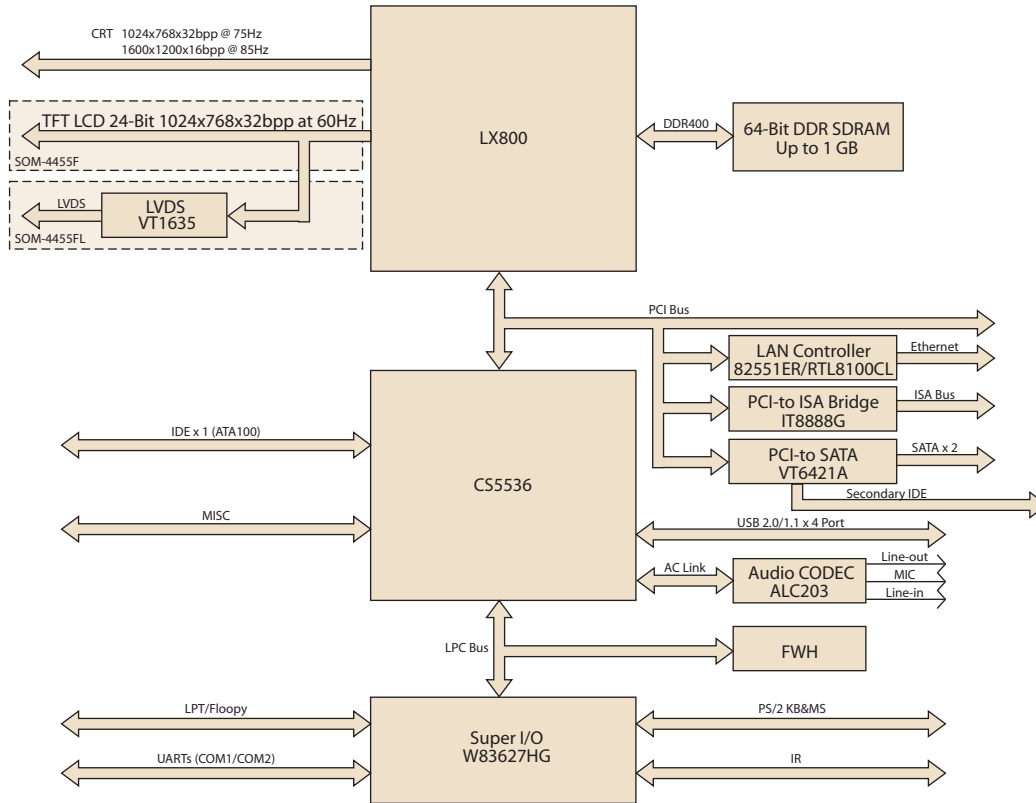 CRT 1024x768x32bpp @ 75Hz
1600x1200x16bpp @ 85Hz
TFT LCD 24-Bit 1024x768x32bpp at 60Hz
SOM-4455F
LVDS
LVDS
VT1635
SOM-4455FL
LX800
DDR400
64-Bit DDR SDRAM
Up to 1 GB
PCI Bus
LAN Controller
82551ER/RTL8100CL
Ethernet
PCI-to ISA Bridge
IT8888G
ISA Bus
PCI-to SATA
VT6421A
SATA x 2
Secondary IDE
IDE x 1 (ATA100)
MISC
CS5536
USB 2.0/1.1 x 4 Port
AC Link
Audio CODEC
ALC203
Line-out
MIC
Line-in
LPC Bus
FWH
LPT/Floopy
UARTs (COM1/COM2)
Super I/O
W83627HG
PS/2 KB&MS
IR